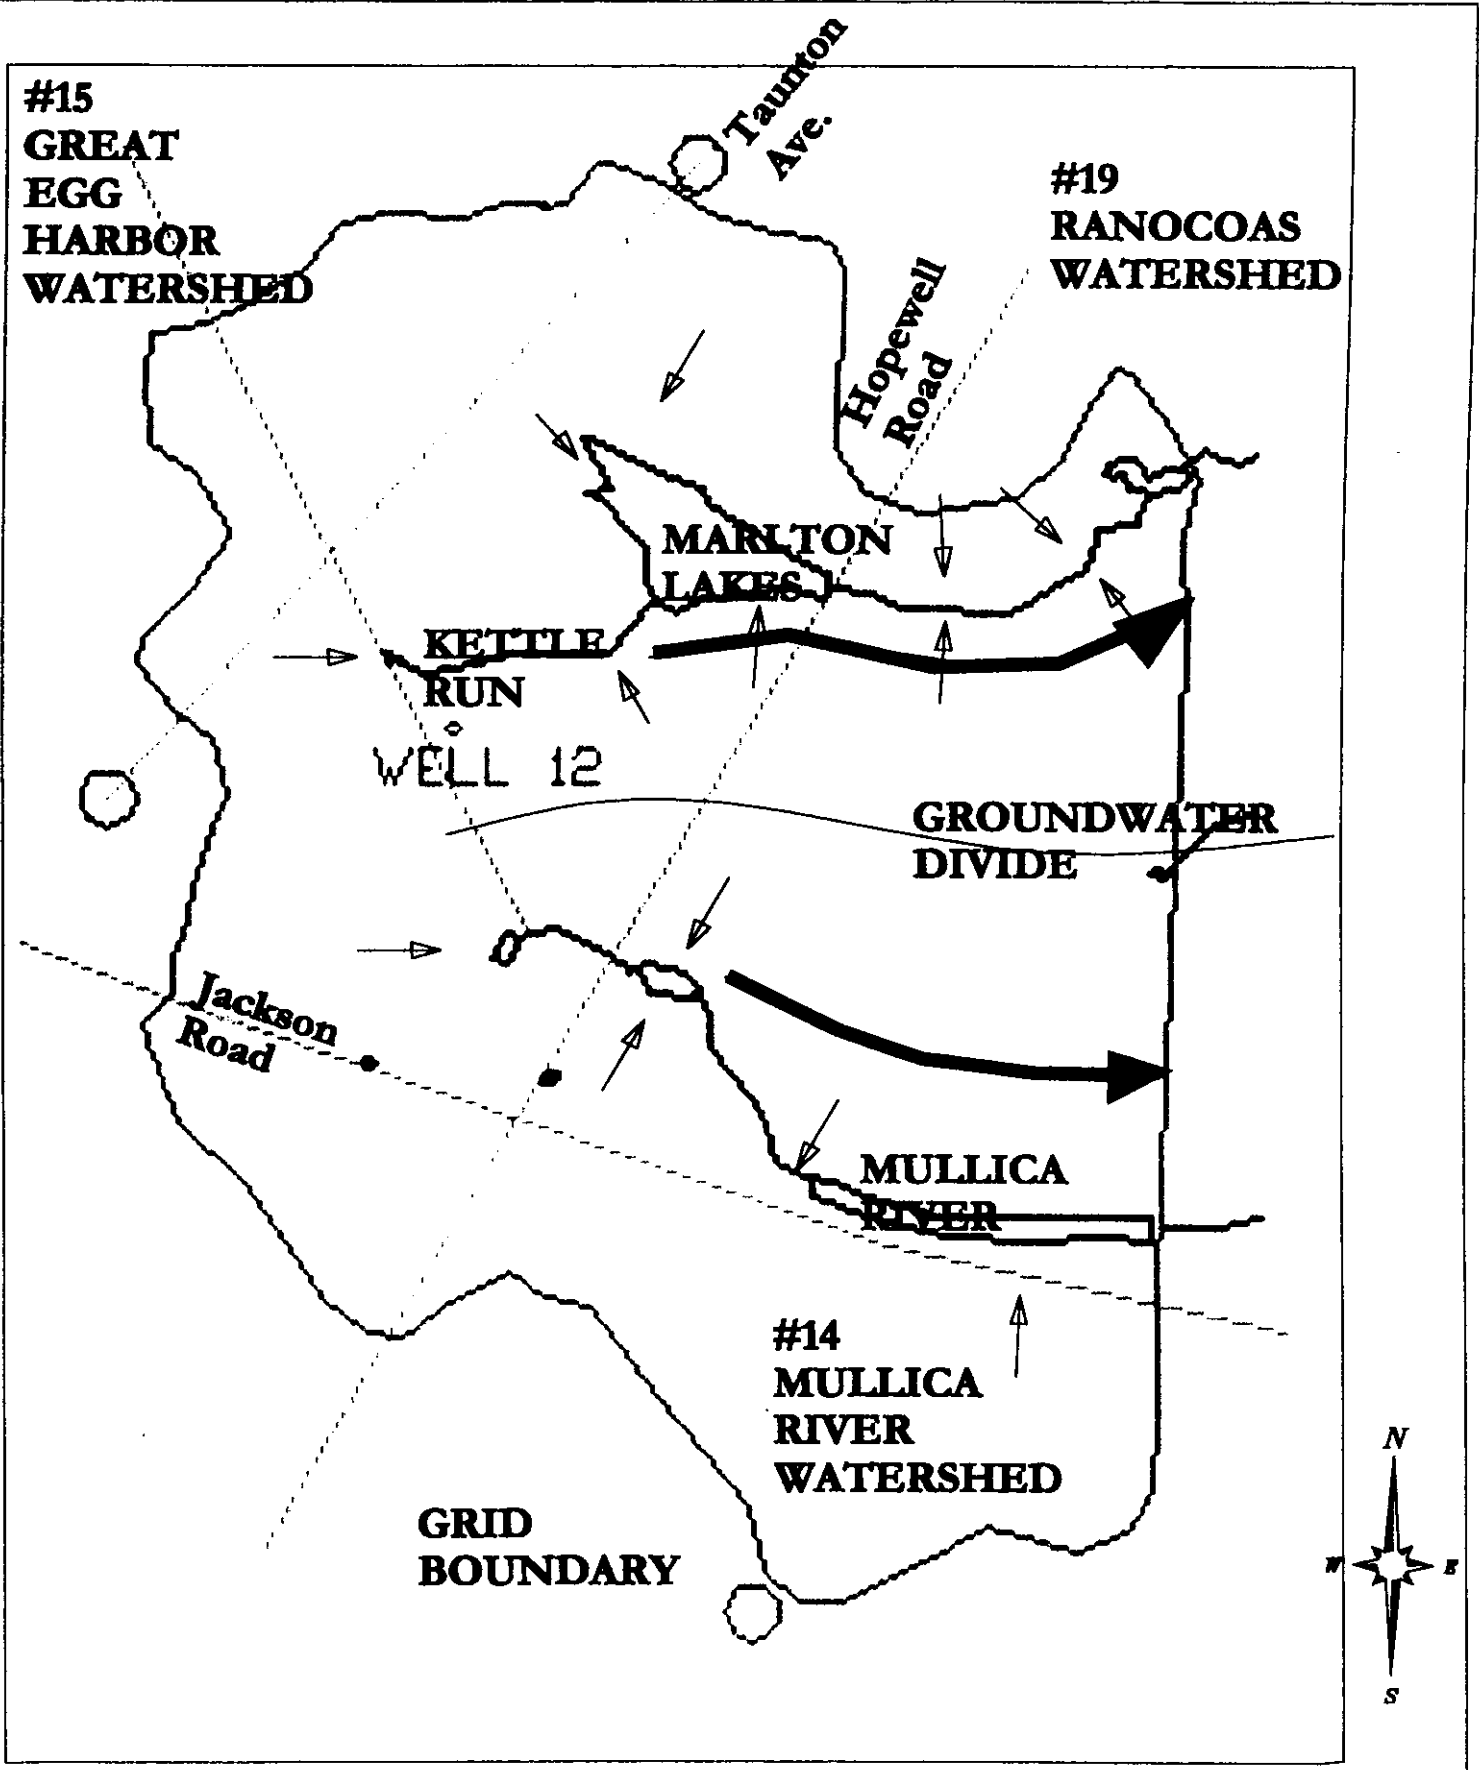 #15
GREAT
EGG
HARBOR
WATERSHED
Taunton
Ave.
#19
RANOCOAS
WATERSHED
Hopewell
Road
MARLTON
LAKES
KETTLE
RUN
WELL 12
GROUNDWATER
DIVIDE
Jackson
Road
MULLICA
RIVER
#14
MULLICA
RIVER
WATERSHED
GRID
BOUNDARY
N
W
E
S